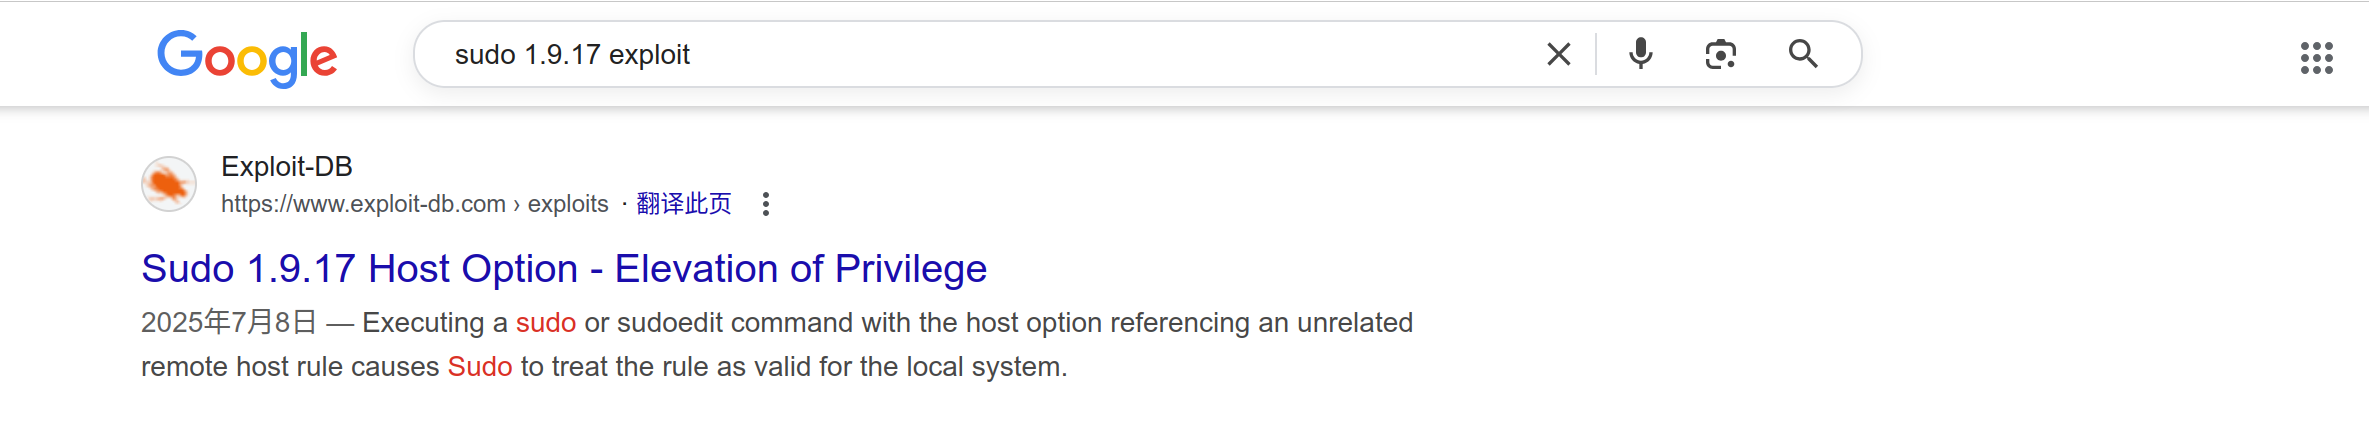 Google
sudo 1.9.17 exploit
Exploit-DB
https://www.exploit-db.com › exploits · 翻译此页
Sudo 1.9.17 Host Option - Elevation of Privilege
2025年7月8日 — Executing a sudo or sudoedit command with the host option referencing an unrelated
remote host rule causes Sudo to treat the rule as valid for the local system.